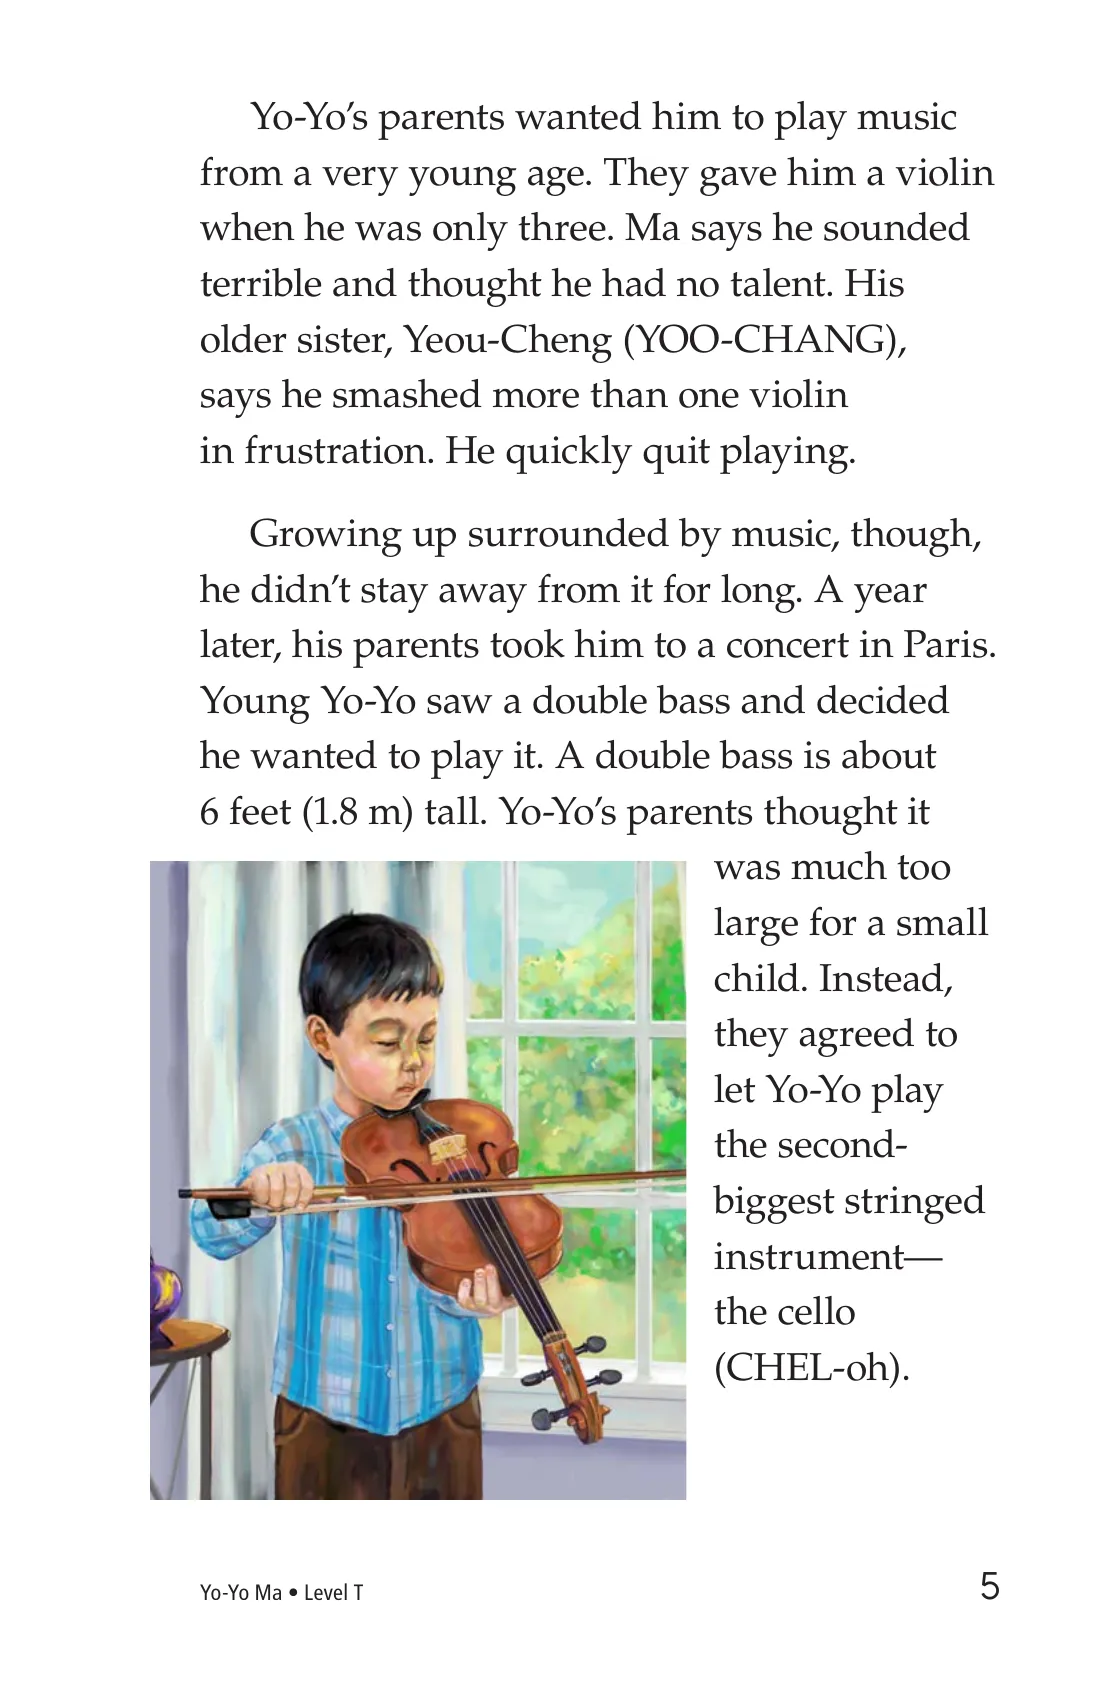 Yo-Yo’s parents wanted him to play music
from a very young age. They gave him a violin
when he was only three. Ma says he sounded
terrible and thought he had no talent. His
older sister, Yeou-Cheng (YOO-CHANG),
says he smashed more than one violin
in frustration. He quickly quit playing.
Growing up surrounded by music, though,
he didn’t stay away from it for long. A year
later, his parents took him to a concert in Paris.
Young Yo-Yo saw a double bass and decided
he wanted to play it. A double bass is about
6 feet (1.8 m) tall. Yo-Yo’s parents thought it
was much too
large for a small
child. Instead,
they agreed to
let Yo-Yo play
the second-
biggest stringed
instrument—
the cello
(CHEL-oh).
Yo-Yo Ma • Level T
5